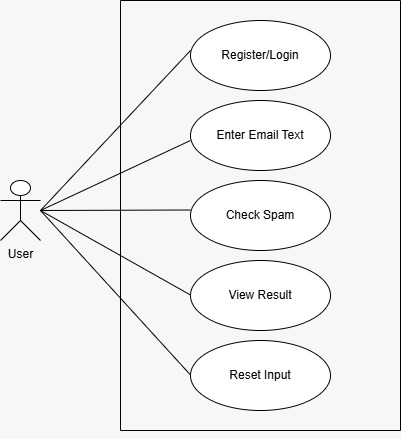 Register/Login
Enter Email Text
Check Spam
User
View Result
Reset Input